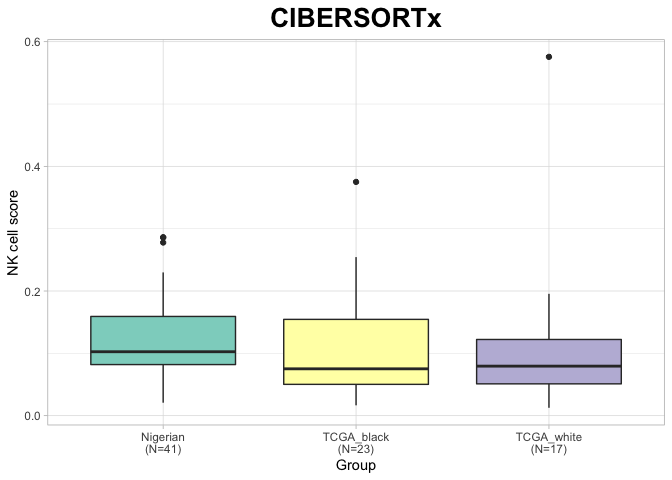 CIBERSORTx
NK cell score
0.6
0.4
0.2
0.0
Nigerian
(N=41)
TCGA_black
(N=23)
TCGA_white
(N=17)
Group